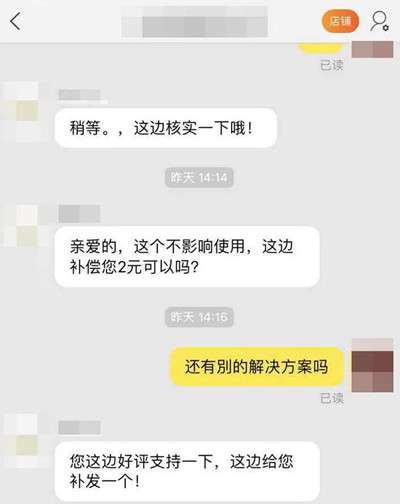 店铺
已读
稍等。，这边核实一下哦！
昨天 14:14
亲爱的，这个不影响使用，这边
补偿您2元可以吗？
昨天 14:16
还有別的解决方案吗
已读
您这边好评支持一下，这边给您
补发一个！